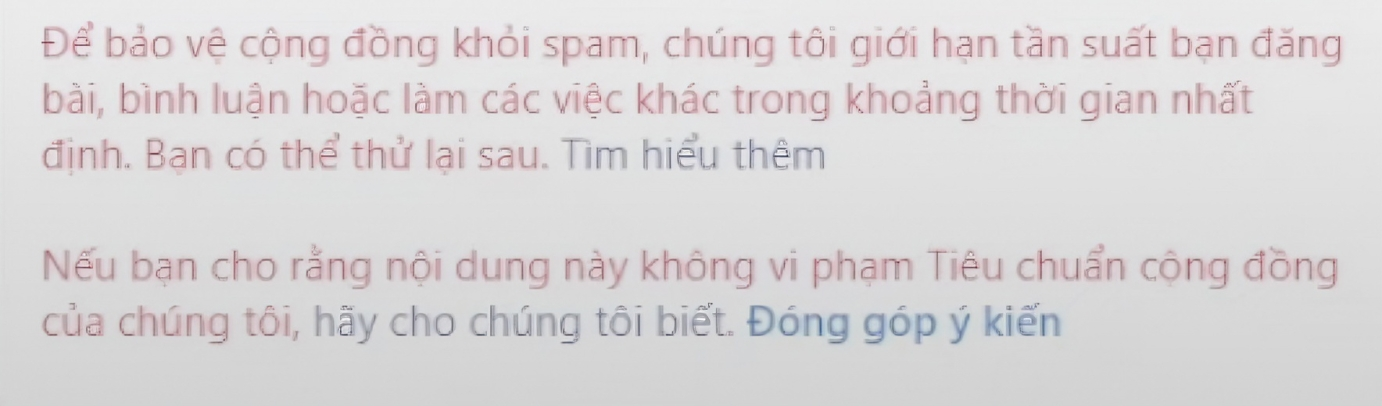 Để bảo vệ cộng đồng khỏi spam, chúng tôi giới hạn tần suất bạn đăng
bài, bình luận hoặc làm các việc khác trong khoảng thời gian nhất
định. Bạn có thể thử lại sau. Tìm hiểu thêm
Nếu bạn cho rằng nội dung này không vi phạm Tiêu chuẩn cộng đồng
của chúng tôi, hãy cho chúng tôi biết. Đóng góp ý kiến